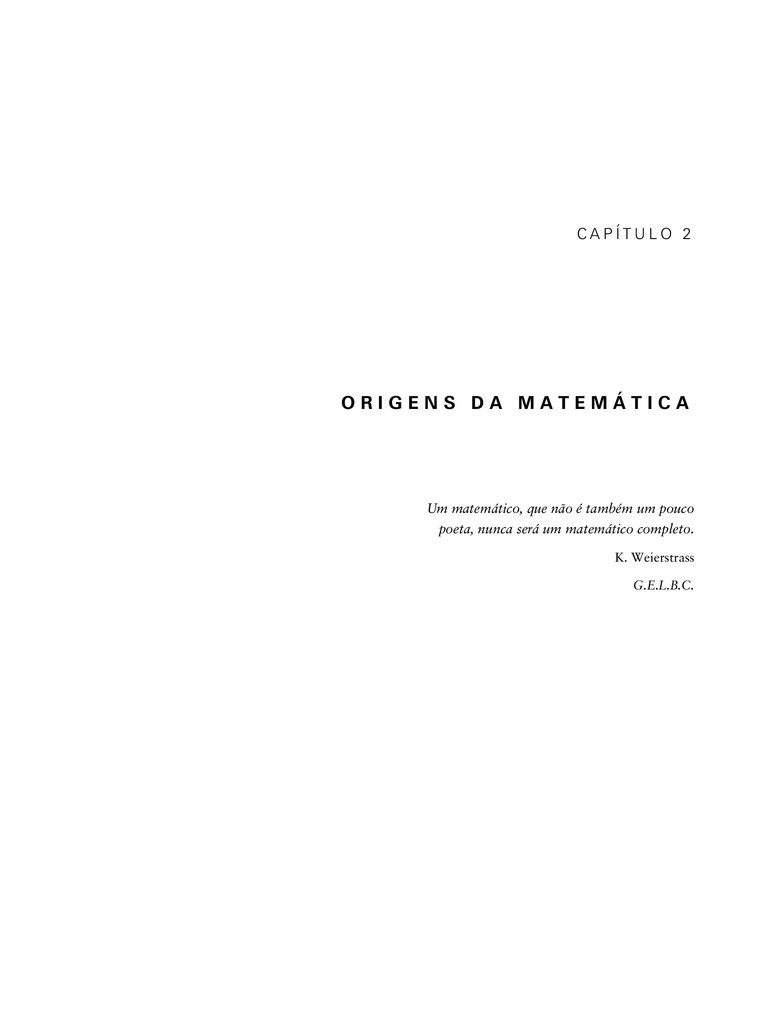 CAPÍTULO 2
ORIGENS DA MATEMÁTICA
Um matemático, que não é também um pouco
poeta, nunca será um matemático completo.
K. Weierstrass
G.E.L.B.C.